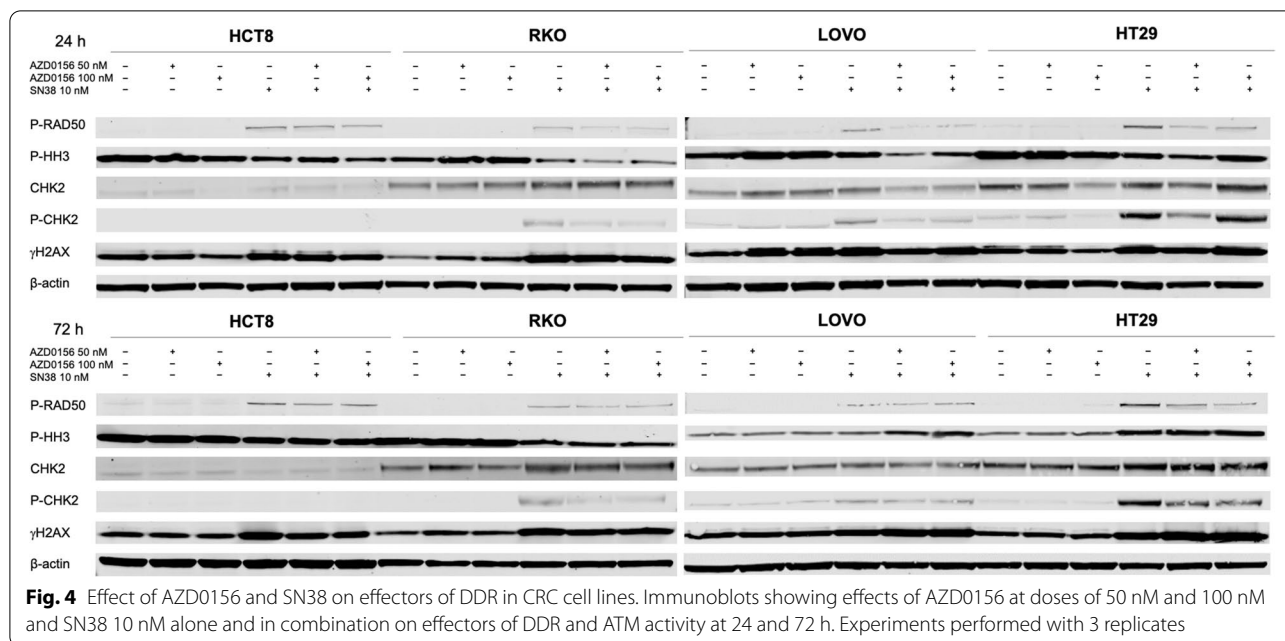 24 h HCT8 RKO LOVO HT29
AZD0156 50 nM - + - - + - - + - - + - - + - - + - - + - - + -
AZD0156 100 nM - - + - - + - - + - - + - - + - - + - - + - - +
SN38 10 nM - - - + + + - - - + + + - - - + + + - - - + + +
P-RAD50
P-HH3
CHK2
P-CHK2
γH2AX
β-actin
72 h HCT8 RKO LOVO HT29
AZD0156 50 nM - + - - + - - + - - + - - + - - + - - + - - + -
AZD0156 100 nM - - + - - + - - + - - + - - + - - + - - + - - +
SN38 10 nM - - - + + + - - - + + + - - - + + + - - - + + +
P-RAD50
P-HH3
CHK2
P-CHK2
γH2AX
β-actin
Fig. 4 Effect of AZD0156 and SN38 on effectors of DDR in CRC cell lines. Immunoblots showing effects of AZD0156 at doses of 50 nM and 100 nM
and SN38 10 nM alone and in combination on effectors of DDR and ATM activity at 24 and 72 h. Experiments performed with 3 replicates